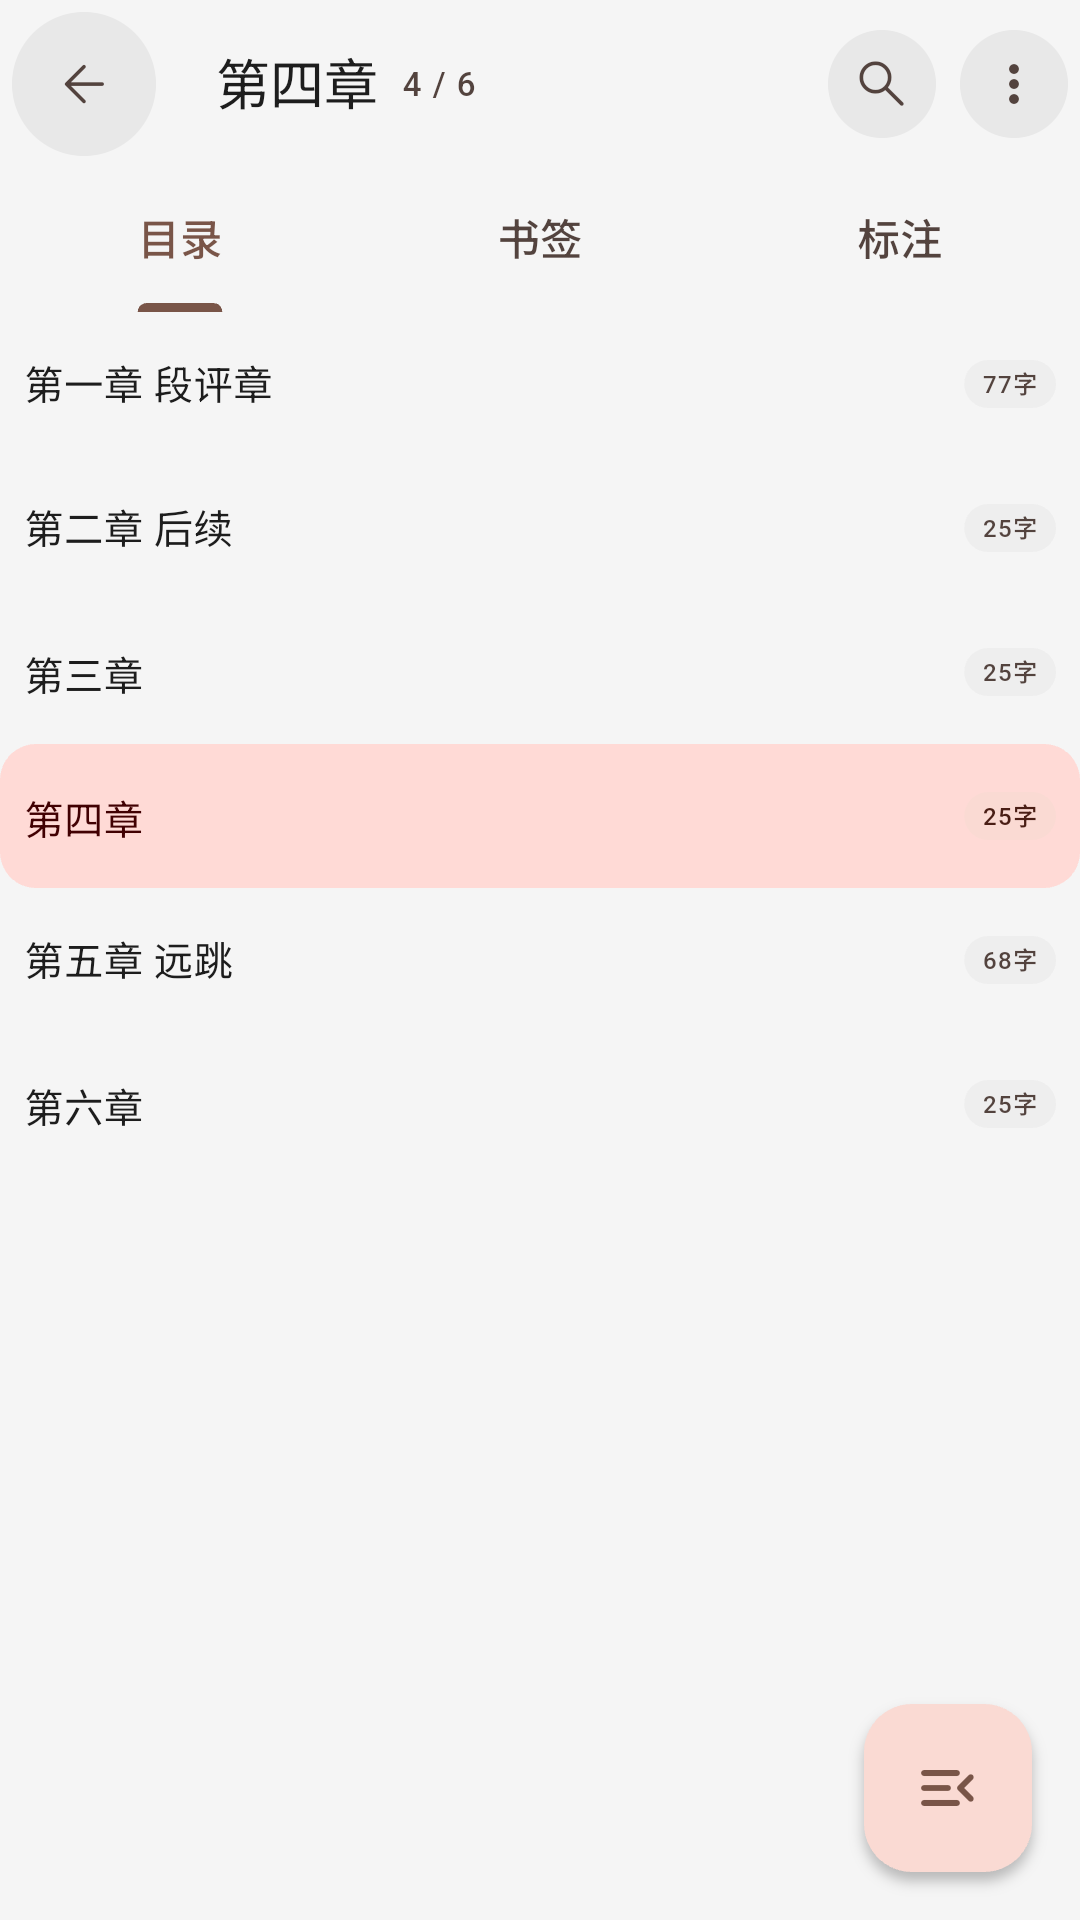 第四章 4 / 6
目录 书签 标注
第一章 段评章 77字
第二章 后续 25字
第三章 25字
第四章 25字
第五章 远跳 68字
第六章 25字